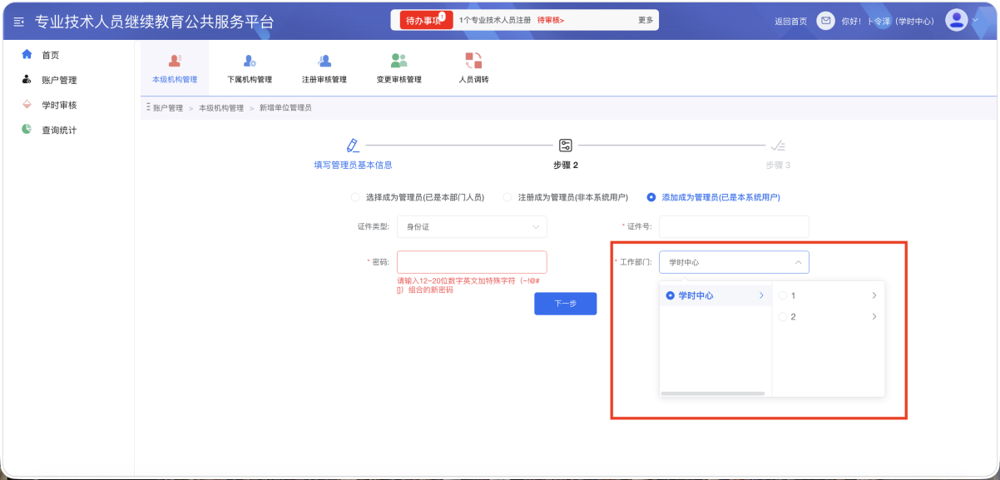 专业技术人员继续教育公共服务平台
待办事项 1 1个专业技术人员注册 待审核> 更多
返回首页 你好！卜令泽（学时中心）
首页
账户管理
学时审核
查询统计
本级机构管理 下属机构管理 注册审核管理 变更审核管理 人员调转
账户管理 > 本级机构管理 > 新增单位管理员
填写管理员基本信息 步骤 2 步骤 3
选择成为管理员(已是本部门人员) 注册成为管理员(非本系统用户) 添加成为管理员(已是本系统用户)
证件类型: 身份证 * 证件号:
* 密码: * 工作部门: 学时中心
请输入12~20位数字英文加特殊字符（~!@#
[]）组合的新密码
下一步
学时中心 1
2